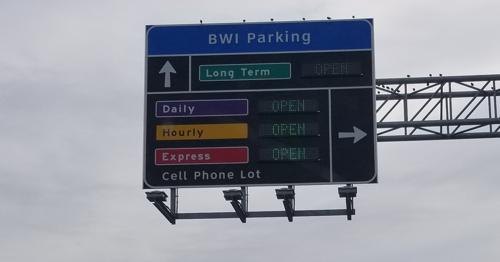 BWI Parking
Long Term OPEN
Daily OPEN
Hourly OPEN
Express OPEN
Cell Phone Lot